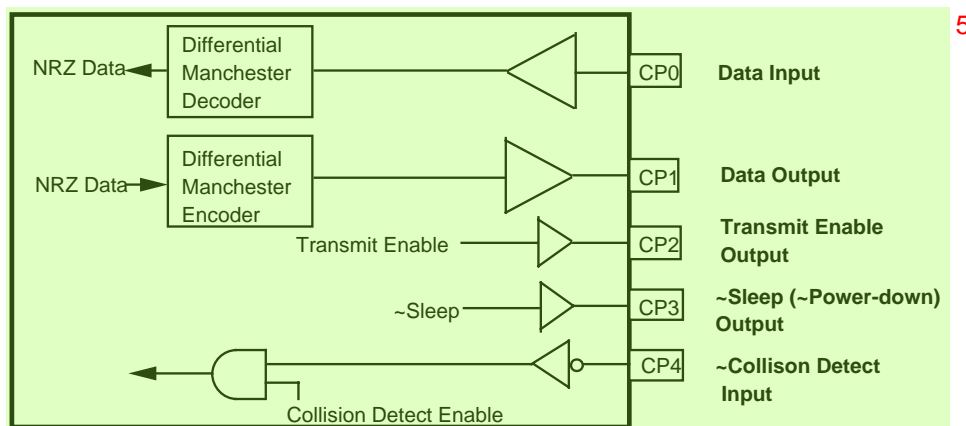 5
Differential
Manchester
Decoder
NRZ Data
CP0
Data Input
Differential
Manchester
Encoder
NRZ Data
CP1
Data Output
Transmit Enable
CP2
Transmit Enable
Output
~Sleep
CP3
~Sleep (~Power-down)
Output
CP4
~Collison Detect
Input
Collision Detect Enable